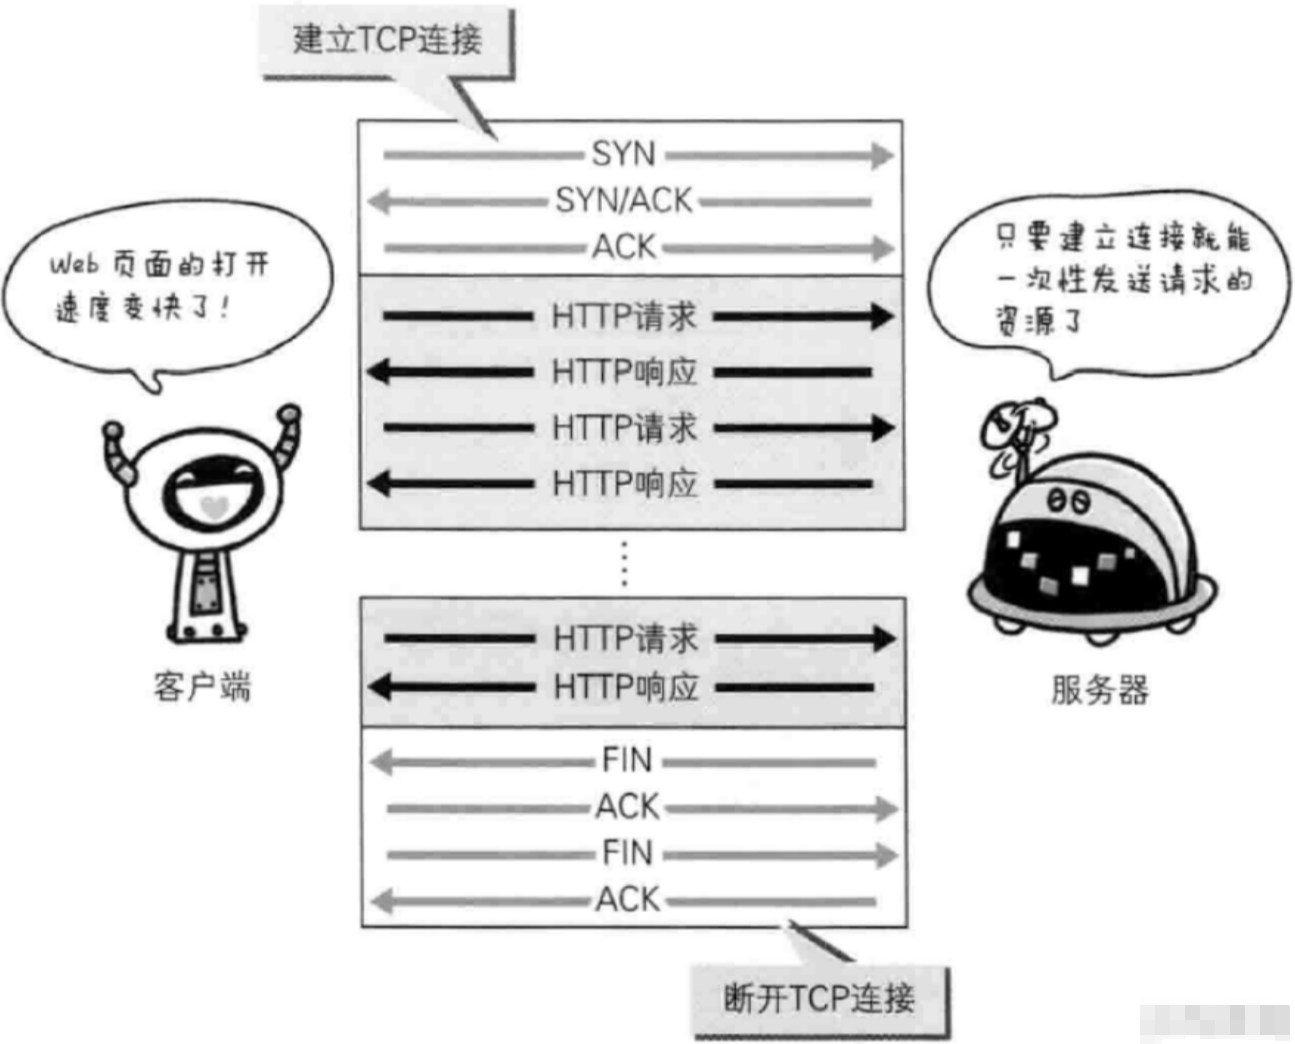 建立TCP连接
SYN
SYN/ACK
ACK
Web 页面的打开
速度变快了!
只要建立连接就能
一次性发送请求的
资源了
HTTP请求
HTTP响应
HTTP请求
HTTP响应
HTTP请求
HTTP响应
客户端
服务器
FIN
ACK
FIN
ACK
断开TCP连接